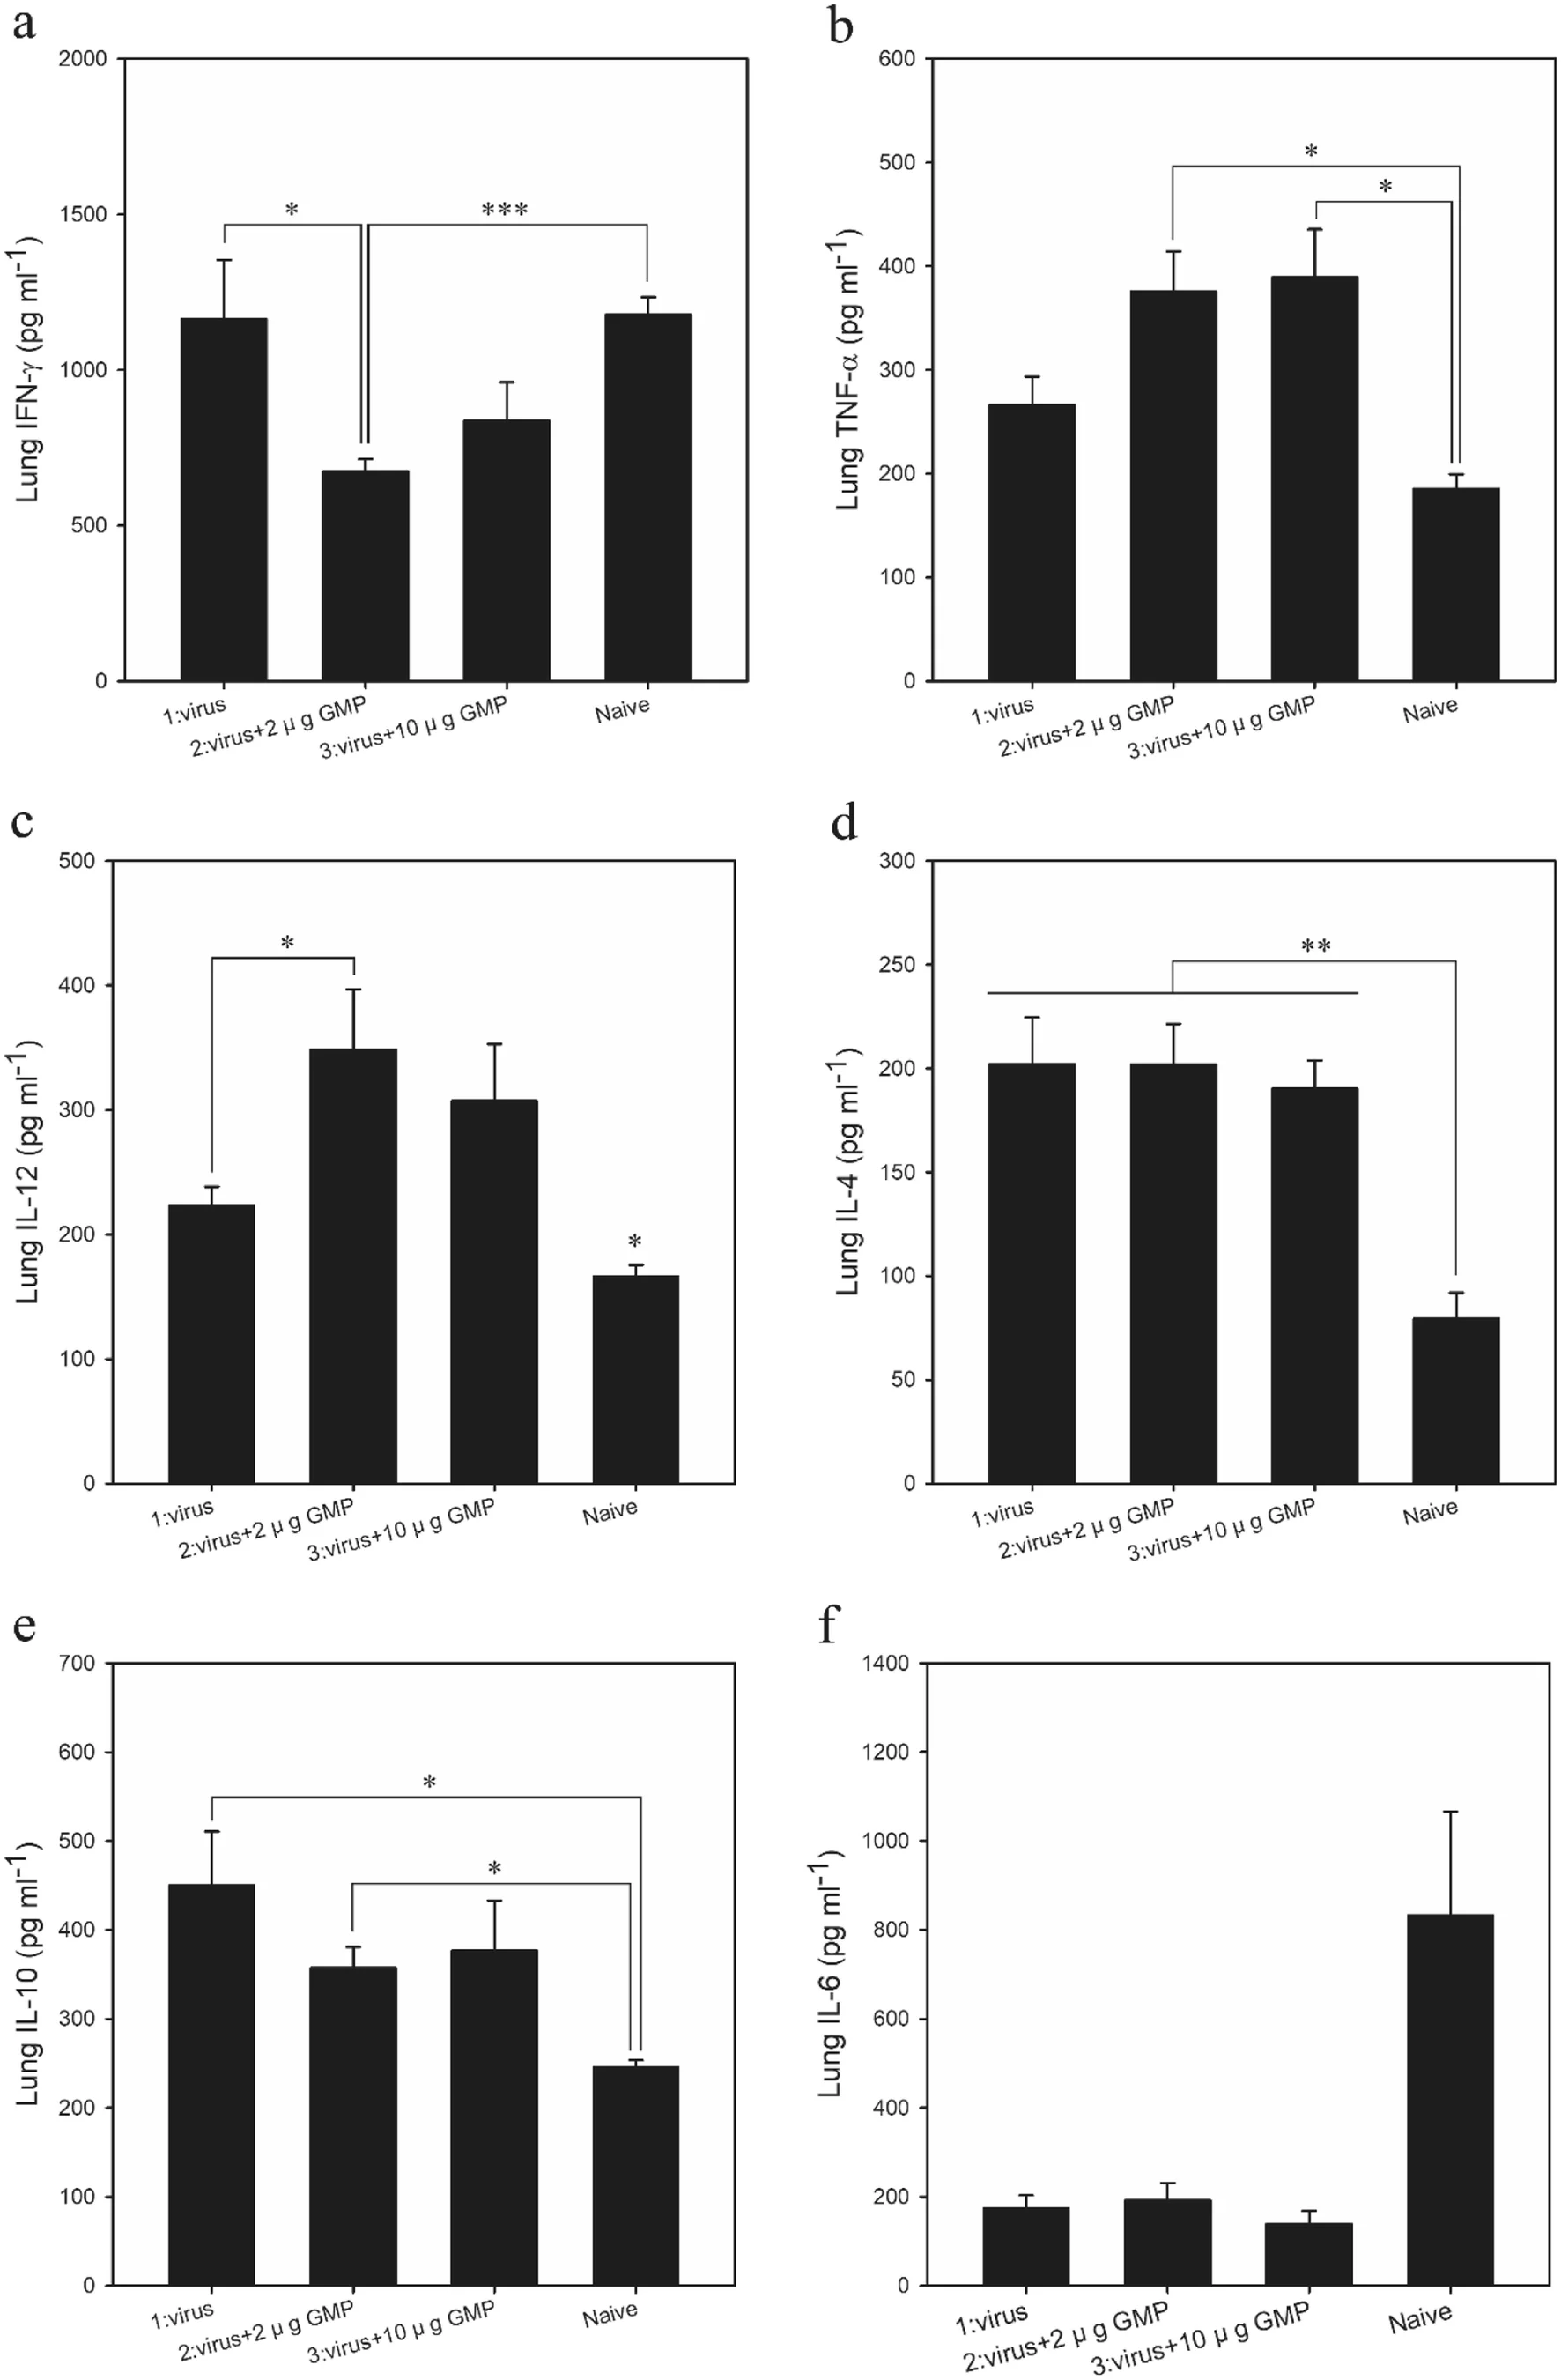 a
2000
1500
1000
500
0
Lung IFN-γ (pg ml⁻¹)
*
***
1:virus
2:virus+2 μ g GMP
3:virus+10 μ g GMP
Naive
b
600
500
400
300
200
100
0
Lung TNF-α (pg ml⁻¹)
*
*
1:virus
2:virus+2 μ g GMP
3:virus+10 μ g GMP
Naive
c
500
400
300
200
100
0
Lung IL-12 (pg ml⁻¹)
*
*
1:virus
2:virus+2 μ g GMP
3:virus+10 μ g GMP
Naive
d
300
250
200
150
100
50
0
Lung IL-4 (pg ml⁻¹)
**
1:virus
2:virus+2 μ g GMP
3:virus+10 μ g GMP
Naive
e
700
600
500
400
300
200
100
0
Lung IL-10 (pg ml⁻¹)
*
*
1:virus
2:virus+2 μ g GMP
3:virus+10 μ g GMP
Naive
f
1400
1200
1000
800
600
400
200
0
Lung IL-6 (pg ml⁻¹)
1:virus
2:virus+2 μ g GMP
3:virus+10 μ g GMP
Naive